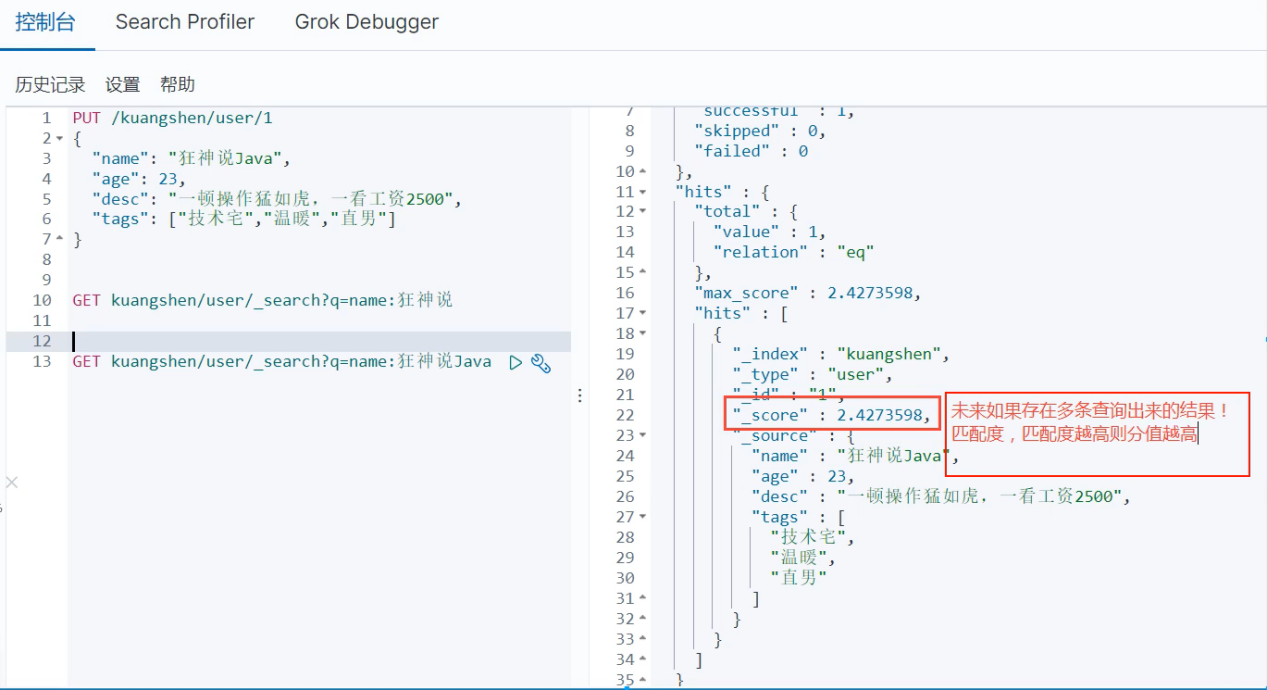 控制台 Search Profiler Grok Debugger
历史记录 设置 帮助
1 PUT /kuangshen/user/1
2 {
3 "name": "狂神说Java",
4 "age": 23,
5 "desc": "一顿操作猛如虎，一看工资2500",
6 "tags": ["技术宅","温暖","直男"]
7 }
8
9
10 GET kuangshen/user/_search?q=name:狂神说
11
12
13 GET kuangshen/user/_search?q=name:狂神说Java
7 "successful" : 1,
8 "skipped" : 0,
9 "failed" : 0
10 },
11 "hits" : {
12 "total" : {
13 "value" : 1,
14 "relation" : "eq"
15 },
16 "max_score" : 2.4273598,
17 "hits" : [
18 {
19 "_index" : "kuangshen",
20 "_type" : "user",
21 "_id" : "1",
22 "_score" : 2.4273598,
23 "_source" : {
24 "name" : "狂神说Java",
25 "age" : 23,
26 "desc" : "一顿操作猛如虎，一看工资2500",
27 "tags" : [
28 "技术宅",
29 "温暖",
30 "直男"
31 ]
32 }
33 }
34 ]
35 }
未来如果存在多条查询出来的结果！
匹配度，匹配度越高则分值越高